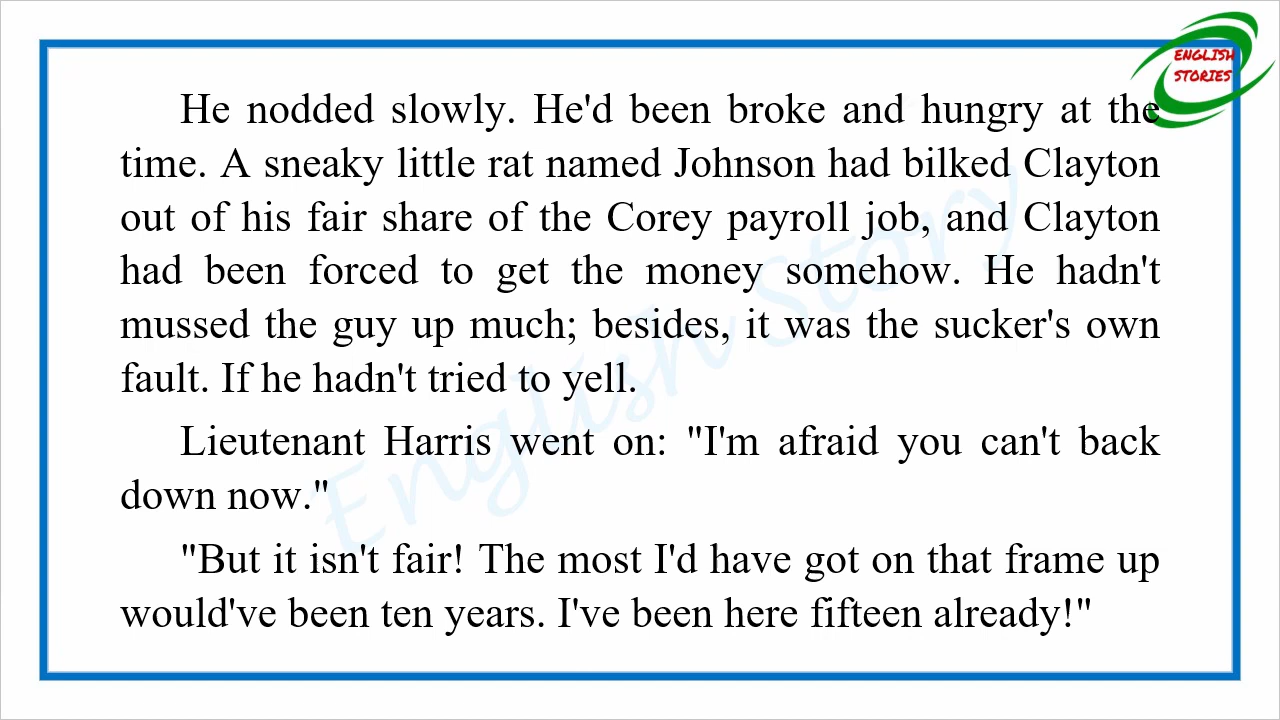 ENGLISH
STORIES
He nodded slowly. He'd been broke and hungry at the
time. A sneaky little rat named Johnson had bilked Clayton
out of his fair share of the Corey payroll job, and Clayton
had been forced to get the money somehow. He hadn't
mussed the guy up much; besides, it was the sucker's own
fault. If he hadn't tried to yell.
Lieutenant Harris went on: "I'm afraid you can't back
down now."
"But it isn't fair! The most I'd have got on that frame up
would've been ten years. I've been here fifteen already!"
English Story